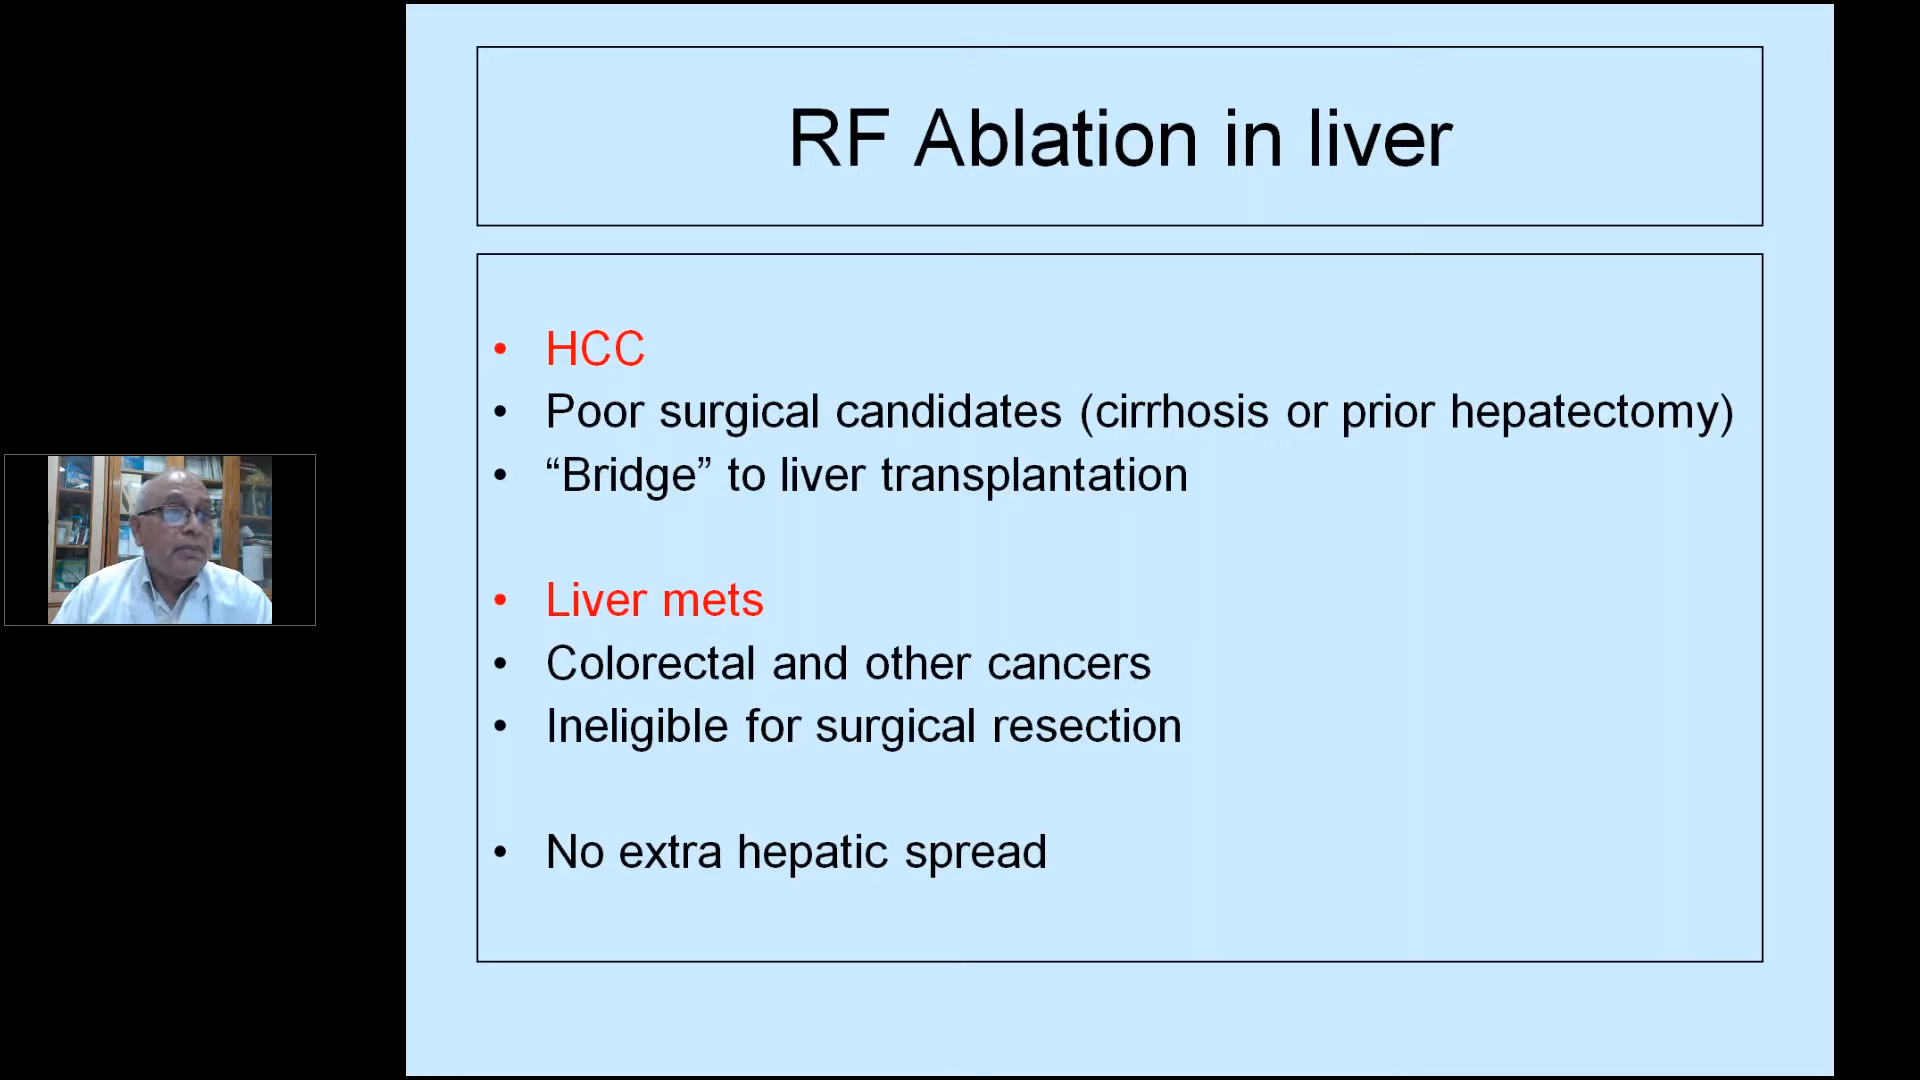 RF Ablation in liver
• HCC
• Poor surgical candidates (cirrhosis or prior hepatectomy)
• “Bridge” to liver transplantation
• Liver mets
• Colorectal and other cancers
• Ineligible for surgical resection
• No extra hepatic spread